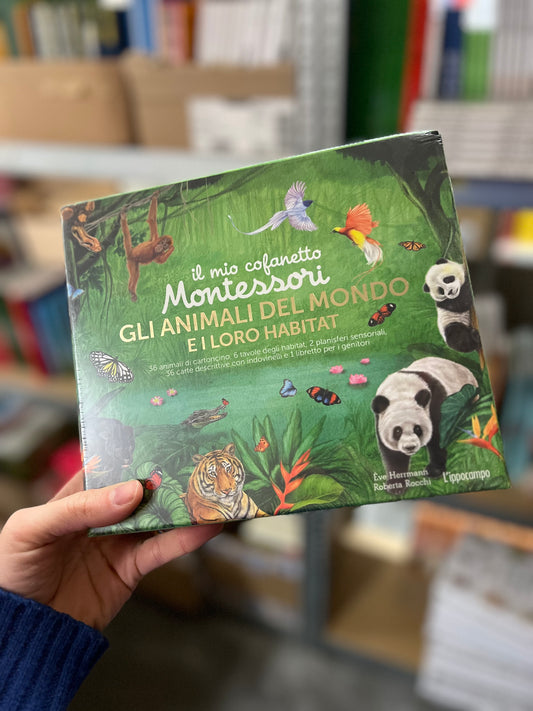 il mio cofanetto
Montessori
GLI ANIMALI DEL MONDO
E I LORO HABITAT
36 animali di cartoncino, 6 tavole degli habitat, 2 planisferi sensoriali,
36 carte descrittive con indovinelli e 1 libretto per i genitori
Ève Herrmann
Roberta Rocchi
L'ippocampo